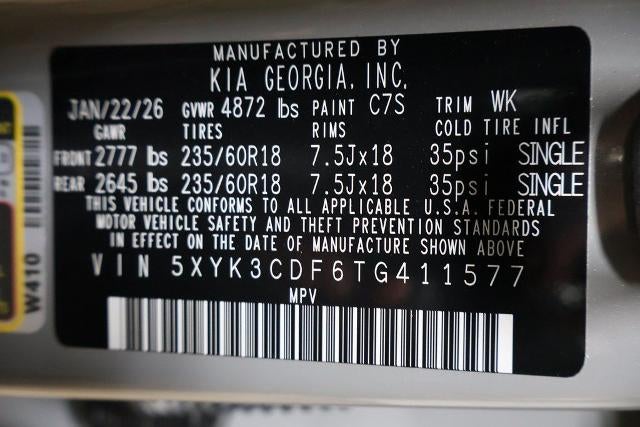 MANUFACTURED BY
KIA GEORGIA, INC.
JAN/22/26 GVWR 4872 lbs PAINT C7S TRIM WK
GAWR TIRES RIMS COLD TIRE INFL
FRONT 2777 lbs 235/60R18 7.5Jx18 35psi SINGLE
REAR 2645 lbs 235/60R18 7.5Jx18 35psi SINGLE
THIS VEHICLE CONFORMS TO ALL APPLICABLE U.S.A. FEDERAL
MOTOR VEHICLE SAFETY AND THEFT PREVENTION STANDARDS
IN EFFECT ON THE DATE OF MANUFACTURE SHOWN ABOVE
VIN 5XYK3CDF6TG411577
MPV
W410